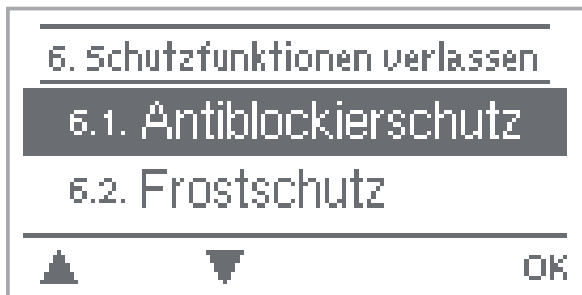 6. Schutzfunktionen verlassen
6.1. Antiblockierschutz
6.2. Frostschutz
OK